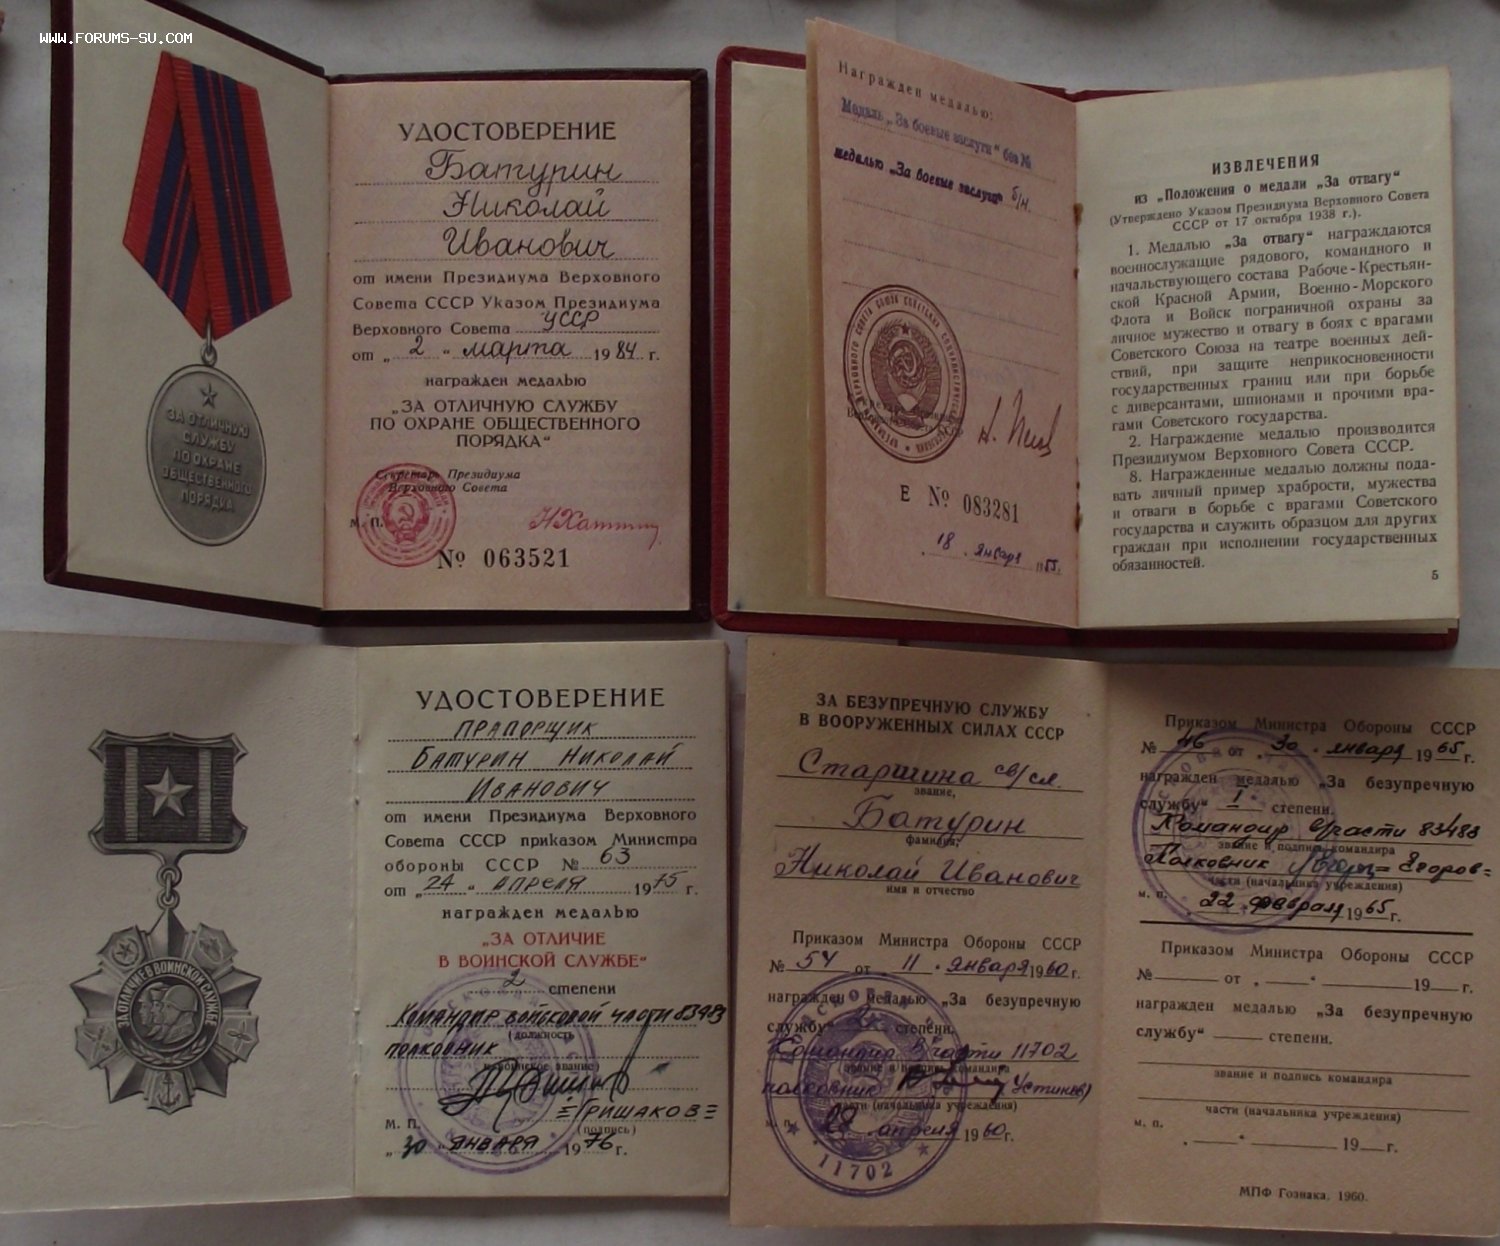 WWW.FORUMS-SU.COM
ЗА ОТЛИЧНУЮ
СЛУЖБУ
ПО ОХРАНЕ
ОБЩЕСТВЕННОГО
ПОРЯДКА
УДОСТОВЕРЕНИЕ
Батурин
Николай
Иванович
от имени Президиума Верховного
Совета СССР Указом Президиума
Верховного Совета УССР
от „2“ марта 1984 г.
награжден медалью
„ЗА ОТЛИЧНУЮ СЛУЖБУ
ПО ОХРАНЕ ОБЩЕСТВЕННОГО
ПОРЯДКА“
Секретарь Президиума
Верховного Совета
М. П.
№ 063521
Награжден медалью:
Медаль „За боевые заслуги“ без №
медалью „За боевые заслуги“ б/н.
Е № 083281
18 января 1955.
ИЗВЛЕЧЕНИЯ
из „Положения о медали „За отвагу“
(Утверждено Указом Президиума Верховного Совета
СССР от 17 октября 1938 г.).
1. Медалью „За отвагу“ награждаются
военнослужащие рядового, командного и
начальствующего состава Рабоче-Крестьян-
ской Красной Армии, Военно-Морского
Флота и Войск пограничной охраны за
личное мужество и отвагу в боях с врагами
Советского Союза на театре военных дей-
ствий, при защите неприкосновенности
государственных границ или при борьбе
с диверсантами, шпионами и прочими вра-
гами Советского государства.
2. Награждение медалью производится
Президиумом Верховного Совета СССР.
8. Награжденные медалью должны пода-
вать личный пример храбрости, мужества
и отваги в борьбе с врагами Советского
государства и служить образцом для других
граждан при исполнении государственных
обязанностей.
5
ЗА ОТЛИЧИЕ В ВОИНСКОЙ СЛУЖБЕ
УДОСТОВЕРЕНИЕ
ПРАПОРЩИК
БАТУРИН НИКОЛАЙ
ИВАНОВИЧ
от имени Президиума Верховного
Совета СССР приказом Министра
обороны СССР № 63
от „24“ АПРЕЛЯ 1975 г.
награжден медалью
„ЗА ОТЛИЧИЕ
В ВОИНСКОЙ СЛУЖБЕ“
2 степени
Командир войсковой части 83483
(должность
полковник
воинское звание)
=ГРИШАКОВ=
М. П. (подпись)
„30 ЯНВАРЯ 1976 г.
ЗА БЕЗУПРЕЧНУЮ СЛУЖБУ
В ВООРУЖЕННЫХ СИЛАХ СССР
Старшина св/сл.
звание,
Батурин
фамилия,
Николай Иванович
имя и отчество
Приказом Министра Обороны СССР
№ 54 от 11 января 1960 г.
награжден медалью „За безупречную
службу“ степени.
Командир в/части 11702
звание и подпись командира
полковник Устинов)
части (начальника учреждения)
м. п. 28 апреля 1960 г.
11702
Приказом Министра Обороны СССР
№ 46 от 30 января 1965 г.
награжден медалью „За безупречную
службу“ I степени.
Командир в/части 83483
звание и подпись командира
Полковник Егоров=
части (начальника учреждения)
м. п. 22 февраля 1965 г.
Приказом Министра Обороны СССР
№ от „ “ 19 г.
награжден медалью „За безупречную
службу“ степени.
звание и подпись командира
части (начальника учреждения)
м. п.
„ “ 19 г.
МПФ Гознака. 1960.